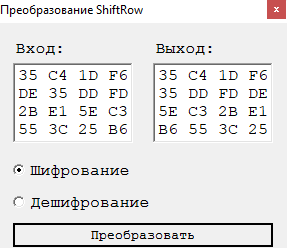 Преобразование ShiftRow
Вход: Выход:
35 C4 1D F6 35 C4 1D F6
DE 35 DD FD 35 DD FD DE
2B E1 5E C3 5E C3 2B E1
55 3C 25 B6 B6 55 3C 25
Шифрование
Дешифрование
Преобразовать